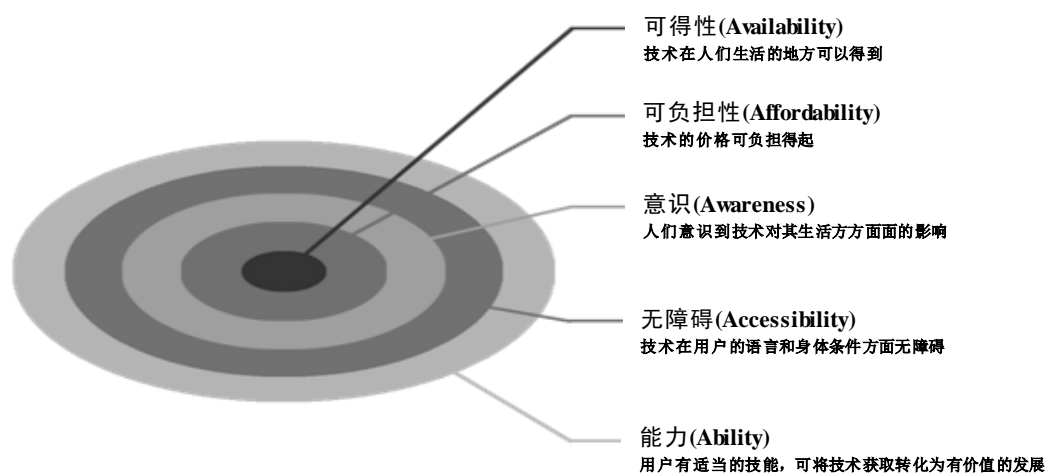 可得性(Availability)
技术在人们生活的地方可以得到
可负担性(Affordability)
技术的价格可负担得起
意识(Awareness)
人们意识到技术对其生活方方面面的影响
无障碍(Accessibility)
技术在用户的语言和身体条件方面无障碍
能力(Ability)
用户有适当的技能，可将技术获取转化为有价值的发展